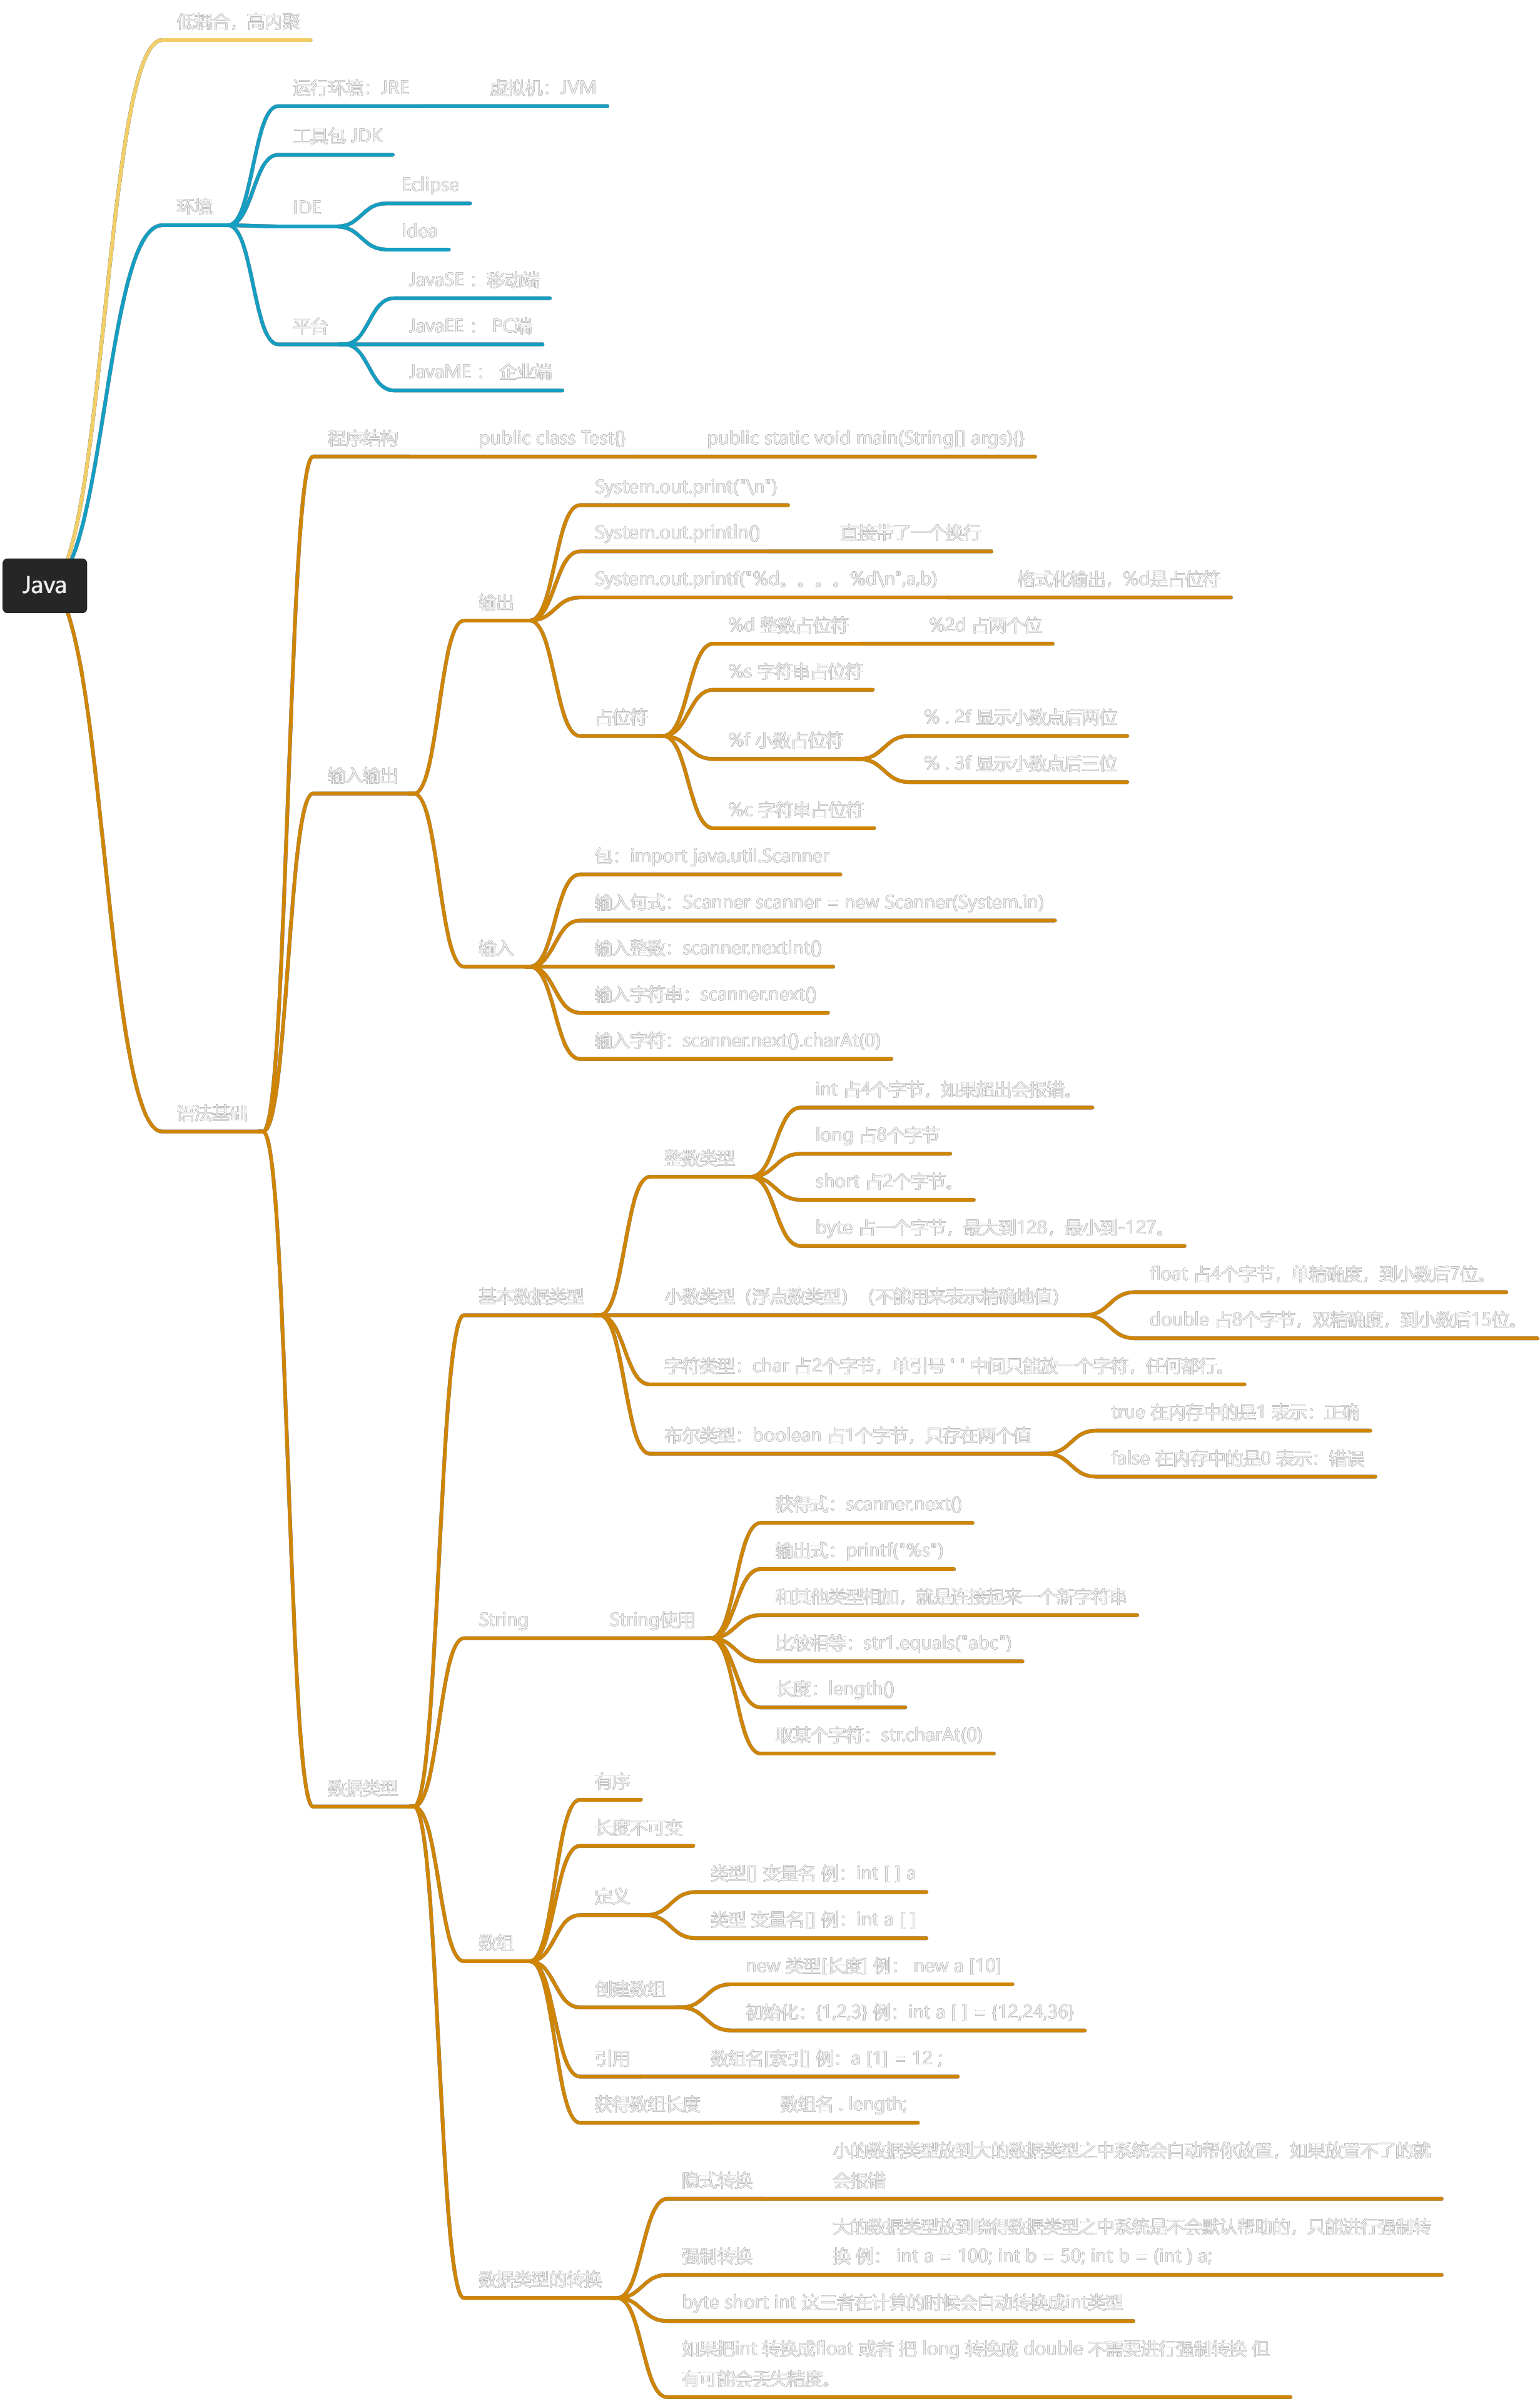 低耦合，高内聚
运行环境：JRE
虚拟机：JVM
工具包 JDK
环境
IDE
Eclipse
Idea
平台
JavaSE： 移动端
JavaEE： PC端
JavaME： 企业端
Java
语法基础
程序结构
public class Test{}
public static void main(String[] args){}
输入输出
输出
System.out.print("\n")
System.out.println()
直接带了一个换行
System.out.printf("%d。。。。%d\n",a,b)
格式化输出，%d是占位符
占位符
%d 整数占位符
%2d 占两个位
%s 字符串占位符
%f 小数占位符
% . 2f 显示小数点后两位
% . 3f 显示小数点后三位
%c 字符串占位符
输入
包：import java.util.Scanner
输入句式：Scanner scanner = new Scanner(System.in)
输入整数：scanner.nextInt()
输入字符串：scanner.next()
输入字符：scanner.next().charAt(0)
数据类型
基本数据类型
整数类型
int 占4个字节，如果超出会报错。
long 占8个字节
short 占2个字节。
byte 占一个字节，最大到128，最小到-127。
小数类型（浮点数类型）（不能用来表示精确地值）
float 占4个字节，单精确度，到小数后7位。
double 占8个字节，双精确度，到小数后15位。
字符类型：char 占2个字节，单引号 ' ' 中间只能放一个字符，任何都行。
布尔类型：boolean 占1个字节，只存在两个值
true 在内存中的是1 表示：正确
false 在内存中的是0 表示：错误
String
String使用
获得式：scanner.next()
输出式：printf("%s")
和其他类型相加，就是连接起来一个新字符串
比较相等：str1.equals("abc")
长度：length()
取某个字符：str.charAt(0)
数组
有序
长度不可变
定义
类型[] 变量名 例：int [ ] a
类型 变量名[] 例：int a [ ]
创建数组
new 类型[长度] 例： new a [10]
初始化：{1,2,3} 例：int a [ ] = {12,24,36}
引用
数组名[索引] 例：a [1] = 12 ;
获得数组长度
数组名 . length;
数据类型的转换
隐式转换
小的数据类型放到大的数据类型之中系统会自动帮你放置，如果放置不了的就
会报错
强制转换
大的数据类型放到晓得数据类型之中系统是不会默认帮助的，只能进行强制转
换 例： int a = 100; int b = 50; int b = (int ) a;
byte short int 这三者在计算的时候会自动转换成int类型
如果把int 转换成float 或者 把 long 转换成 double 不需要进行强制转换 但
有可能会丢失精度。